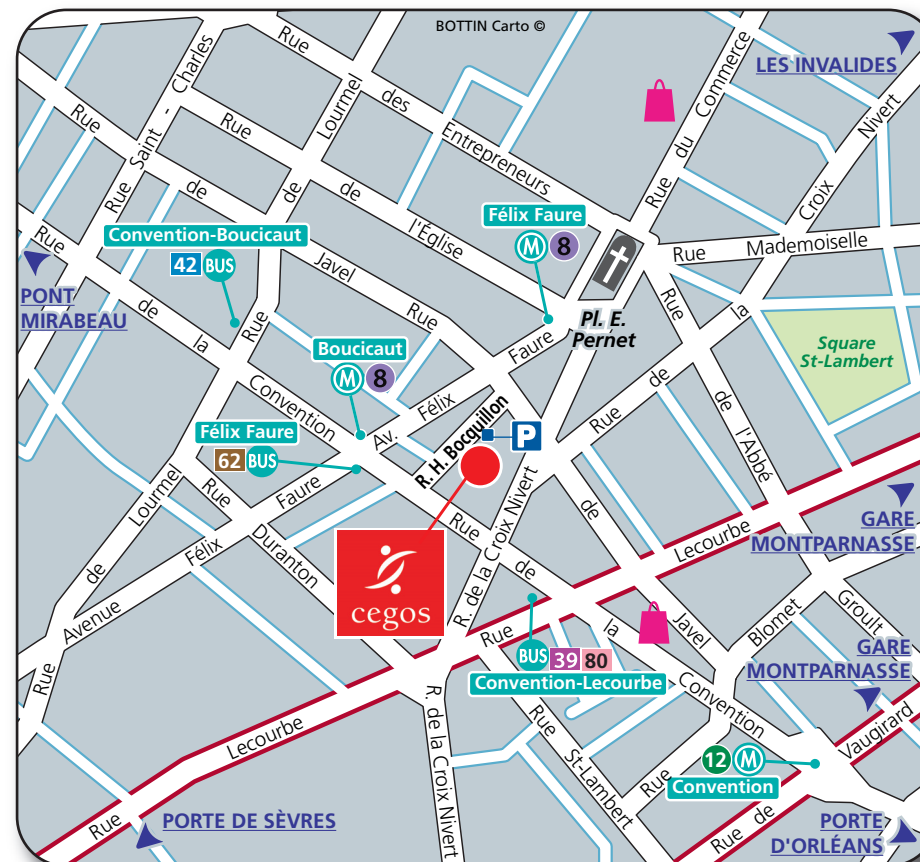 BOTTIN Carto ©
LES INVALIDES
Rue des Entrepreneurs
Rue Saint - Charles
Rue de Lourmel
Rue du Commerce
Rue de la Croix Nivert
Rue de l'Église
Rue de Javel
Rue de la Convention
Félix Faure
M 8
Rue Mademoiselle
Convention-Boucicaut
42 BUS
PONT
MIRABEAU
Pl. E.
Pernet
Square
St-Lambert
Boucicaut
M 8
Av. Félix Faure
R. H. Bocquillon
P
Félix Faure
62 BUS
Rue de l'Abbé Groult
GARE
MONTPARNASSE
Rue Duranton
cegos
R. de la Croix Nivert
Rue de Javel
Rue Lecourbe
Rue de la Convention
BUS 39 80
Convention-Lecourbe
Rue de Lourmel
Avenue Félix Faure
Rue Blomet
GARE
MONTPARNASSE
R. de la Croix Nivert
Rue St-Lambert
12 M
Convention
Rue de Vaugirard
Rue Lecourbe
PORTE DE SÈVRES
PORTE
D'ORLÉANS